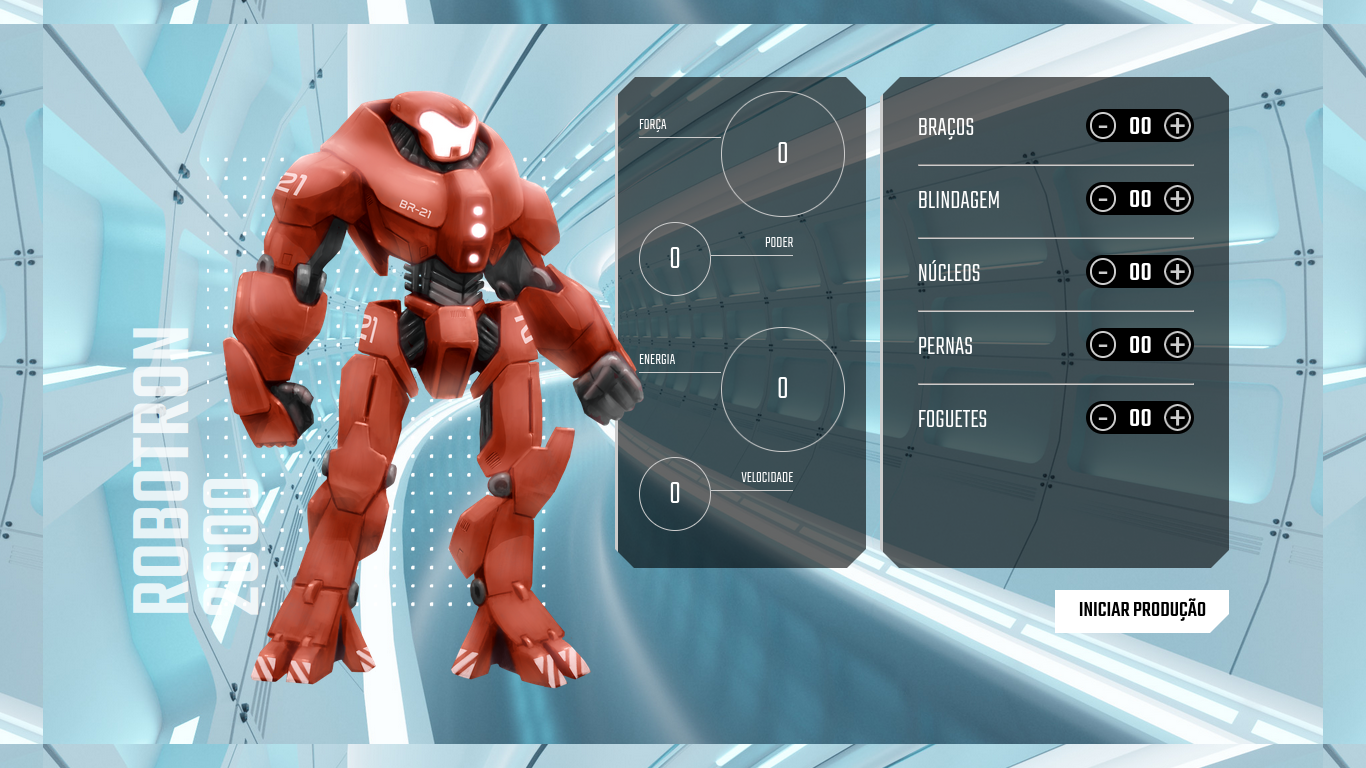 ROBOTRON
2000
21
BR-21
21
2
FORÇA
0
0
PODER
ENERGIA
0
0
VELOCIDADE
BRAÇOS
- 00 +
BLINDAGEM
- 00 +
NÚCLEOS
- 00 +
PERNAS
- 00 +
FOGUETES
- 00 +
INICIAR PRODUÇÃO